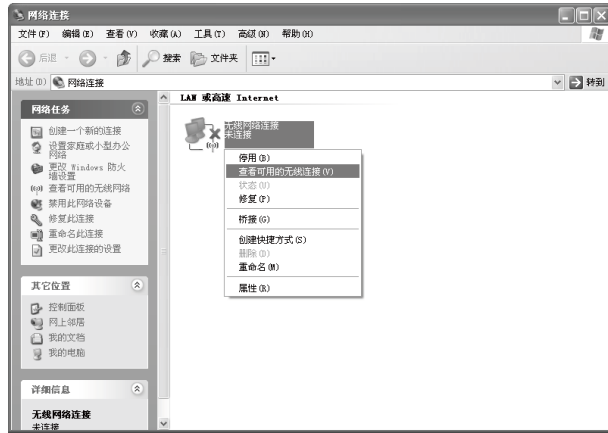 网络连接
文件(F) 编辑(E) 查看(V) 收藏(A) 工具(T) 高级(N) 帮助(H)
后退 搜索 文件夹
地址(D) 网络连接 转到
网络任务
创建一个新的连接
设置家庭或小型办公
网络
更改 Windows 防火
墙设置
查看可用的无线网络
禁用此网络设备
修复此连接
重命名此连接
更改此连接的设置
其它位置
控制面板
网上邻居
我的文档
我的电脑
详细信息
无线网络连接
未连接
LAN 或高速 Internet
无线网络连接
未连接
停用(B)
查看可用的无线连接(V)
状态(U)
修复(P)
桥接(G)
创建快捷方式(S)
删除(D)
重命名(M)
属性(R)